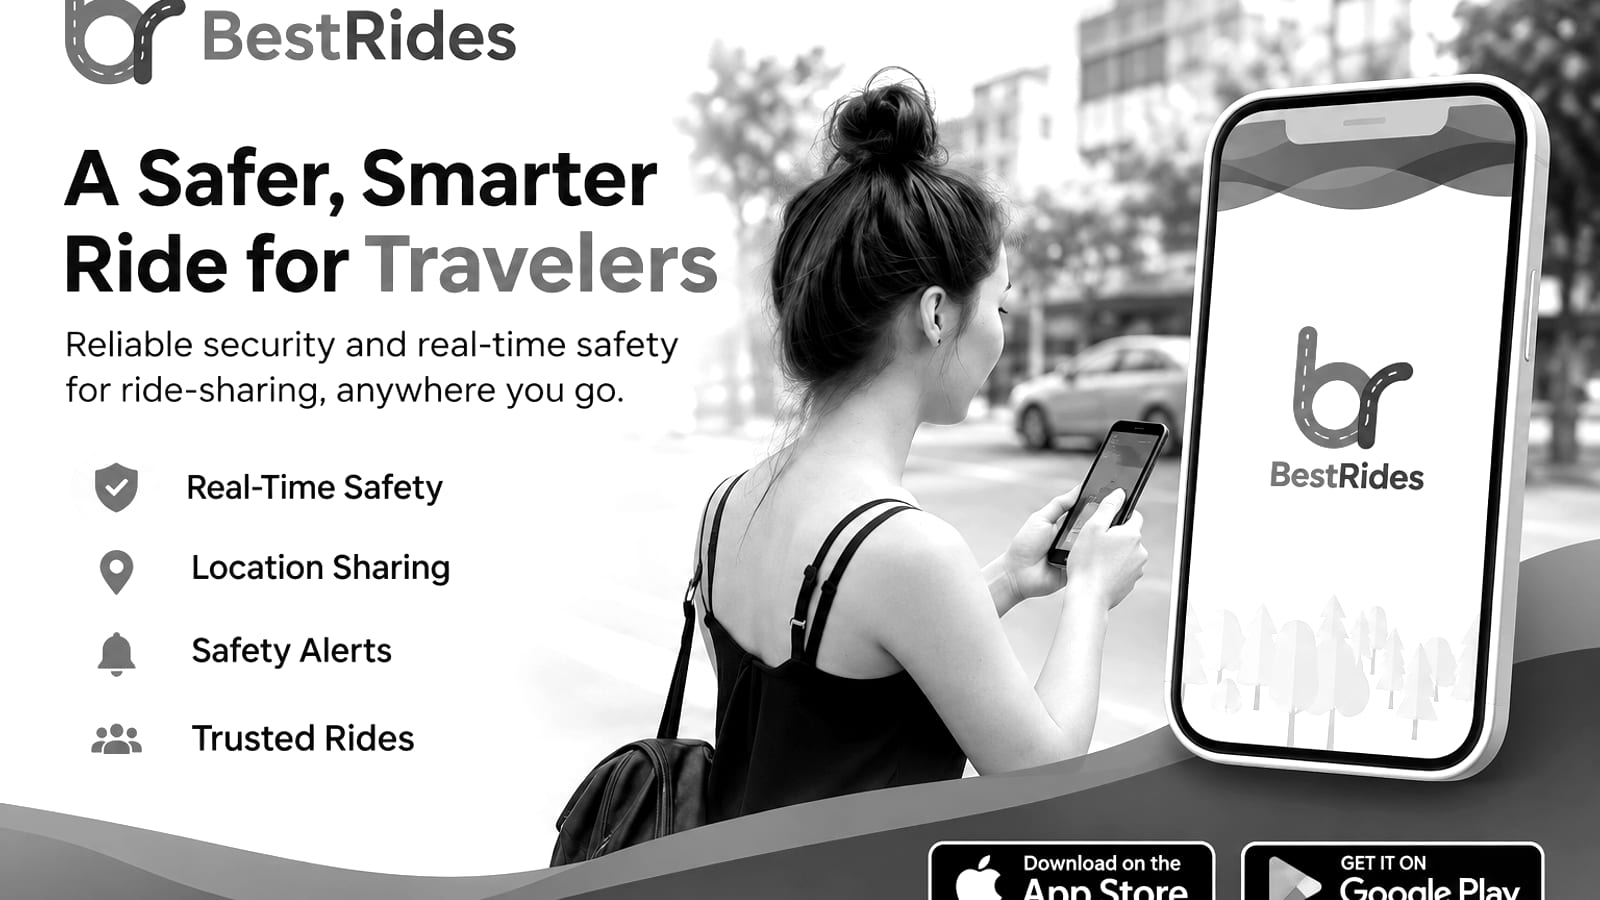 BestRides
A Safer, Smarter
Ride for Travelers
Reliable security and real-time safety
for ride-sharing, anywhere you go.
Real-Time Safety
Location Sharing
Safety Alerts
Trusted Rides
br
BestRides
Download on the
App Store
GET IT ON
Google Play